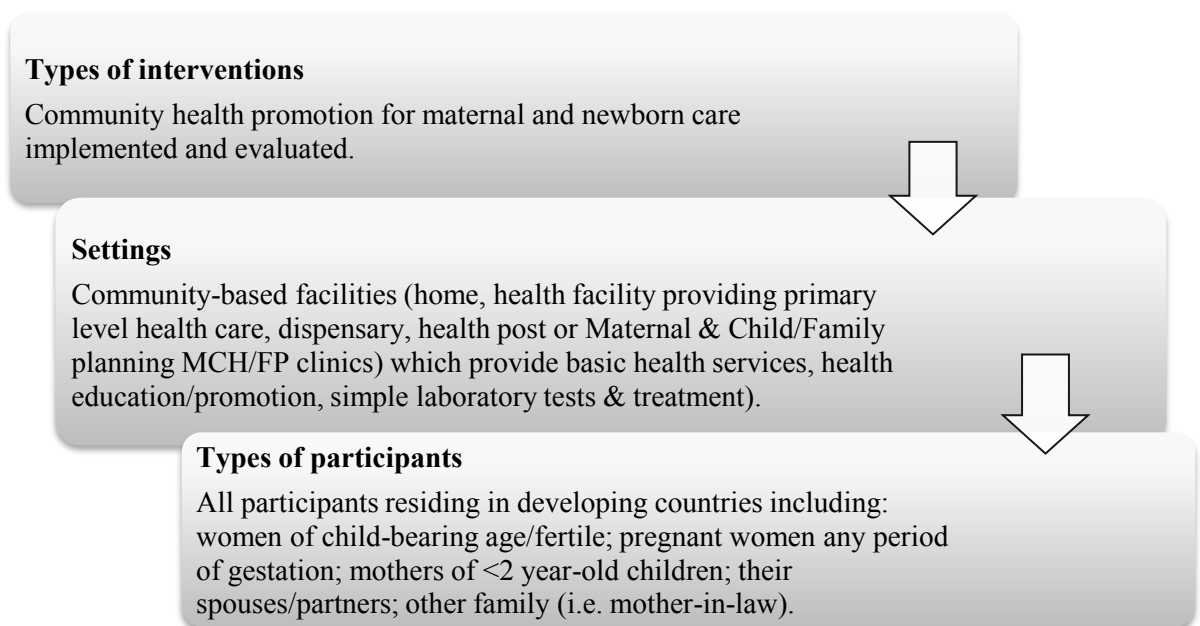 Types of interventions
Community health promotion for maternal and newborn care
implemented and evaluated.
Settings
Community-based facilities (home, health facility providing primary
level health care, dispensary, health post or Maternal & Child/Family
planning MCH/FP clinics) which provide basic health services, health
education/promotion, simple laboratory tests & treatment).
Types of participants
All participants residing in developing countries including:
women of child-bearing age/fertile; pregnant women any period
of gestation; mothers of <2 year-old children; their
spouses/partners; other family (i.e. mother-in-law).